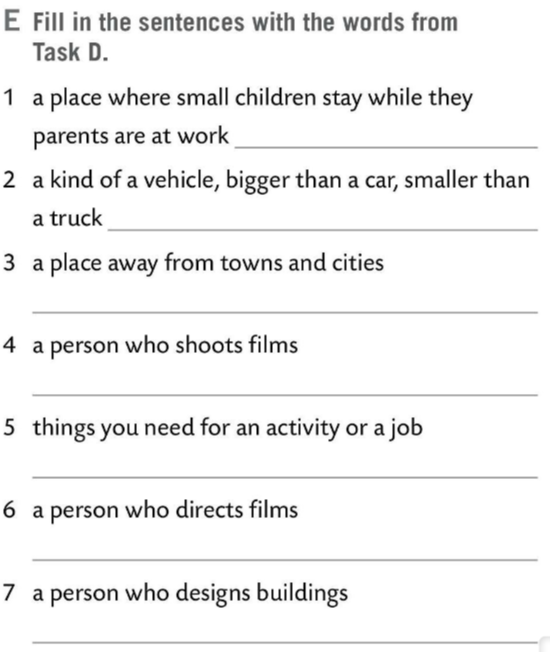 E Fill in the sentences with the words from
Task D.
1 a place where small children stay while they
parents are at work
2 a kind of a vehicle, bigger than a car, smaller than
a truck
3 a place away from towns and cities
4 a person who shoots films
5 things you need for an activity or a job
6 a person who directs films
7 a person who designs buildings